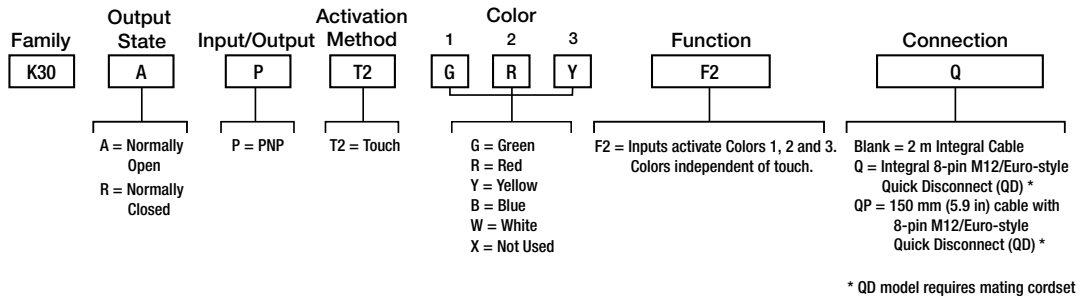 Family
Output
State
Input/Output
Activation
Method
Color
1 2 3
Function
Connection
K30
A
P
T2
G
R
Y
F2
Q
A = Normally
Open
R = Normally
Closed
P = PNP
T2 = Touch
G = Green
R = Red
Y = Yellow
B = Blue
W = White
X = Not Used
F2 = Inputs activate Colors 1, 2 and 3.
Colors independent of touch.
Blank = 2 m Integral Cable
Q = Integral 8-pin M12/Euro-style
Quick Disconnect (QD) *
QP = 150 mm (5.9 in) cable with
8-pin M12/Euro-style
Quick Disconnect (QD) *
* QD model requires mating cordset